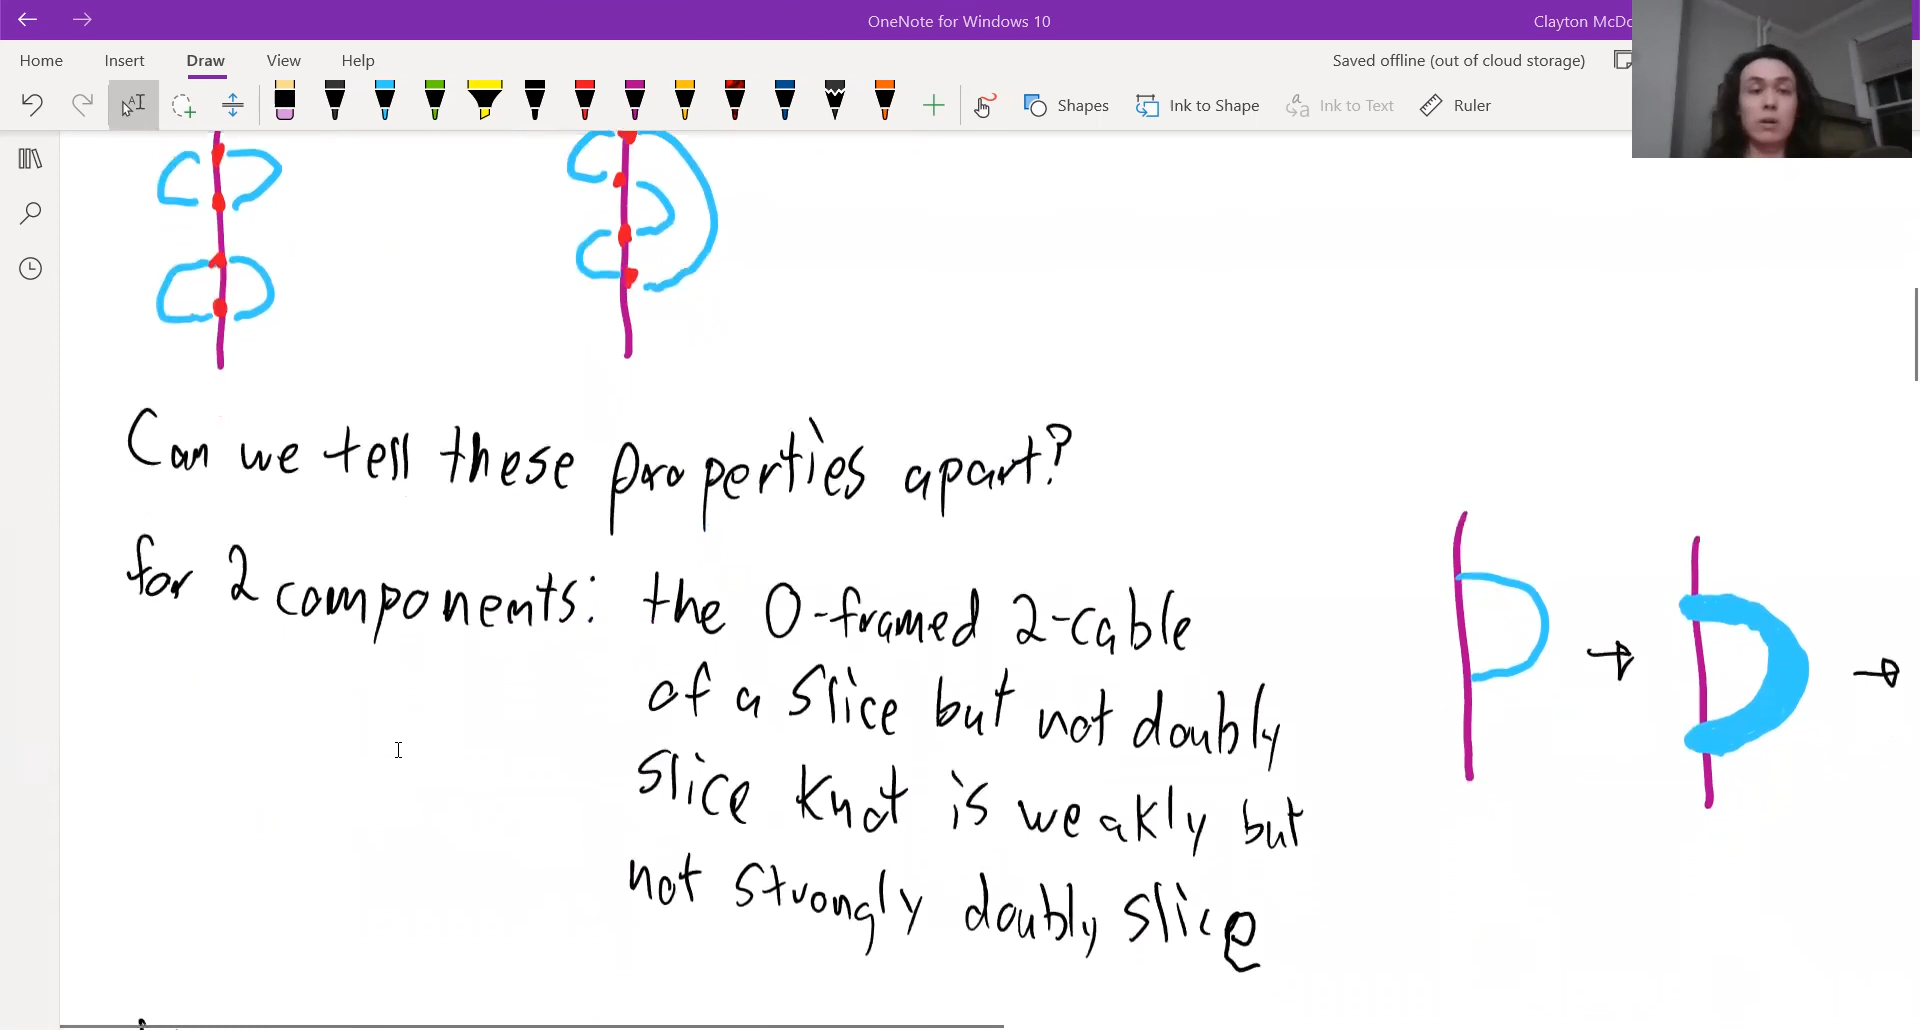 OneNote for Windows 10
Clayton McDo
Home Insert Draw View Help
Saved offline (out of cloud storage)
Shapes Ink to Shape Ink to Text Ruler
Can we tell these properties apart?
for 2 components: the 0-framed 2-cable
of a slice but not doubly
slice knot is weakly but
not strongly doubly slice